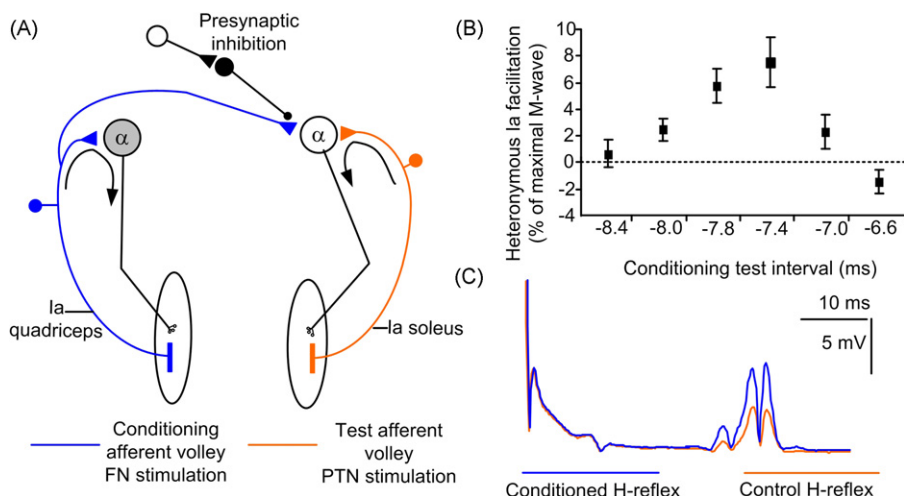 (A)
Presynaptic
inhibition
α
α
Ia
quadriceps
Ia soleus
Conditioning
afferent volley
FN stimulation
Test afferent
volley
PTN stimulation
(B)
Heteronymous Ia facilitation
(% of maximal M-wave)
10
8
6
4
2
0
-2
-4
-8.4
-8.0
-7.8
-7.4
-7.0
-6.6
Conditioning test interval (ms)
(C)
10 ms
5 mV
Conditioned H-reflex
Control H-reflex